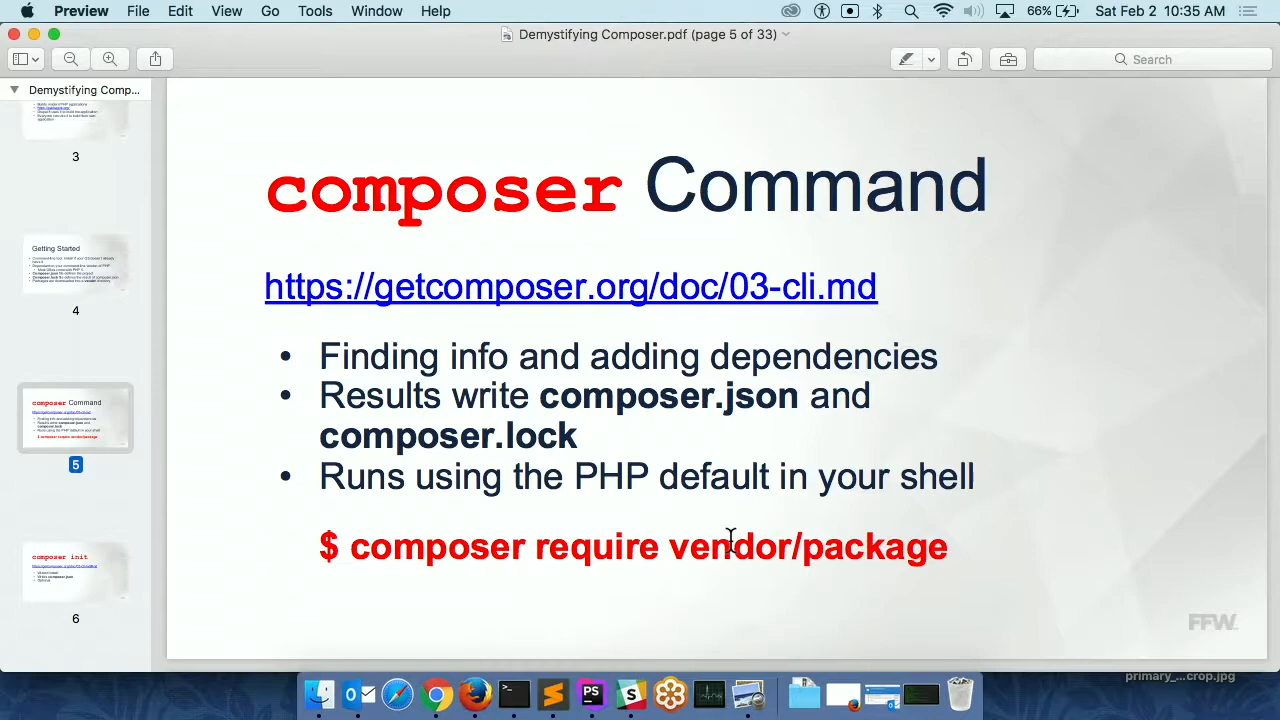 Preview File Edit View Go Tools Window Help 66% Sat Feb 2 10:35 AM
Demystifying Composer.pdf (page 5 of 33)
Search
Demystifying Comp...
3
Getting Started
4
composer Command
5
composer init
6
composer Command
https://getcomposer.org/doc/03-cli.md
• Finding info and adding dependencies
• Results write composer.json and
composer.lock
• Runs using the PHP default in your shell
$ composer require vendor/package
FFW
primary_...crop.jpg